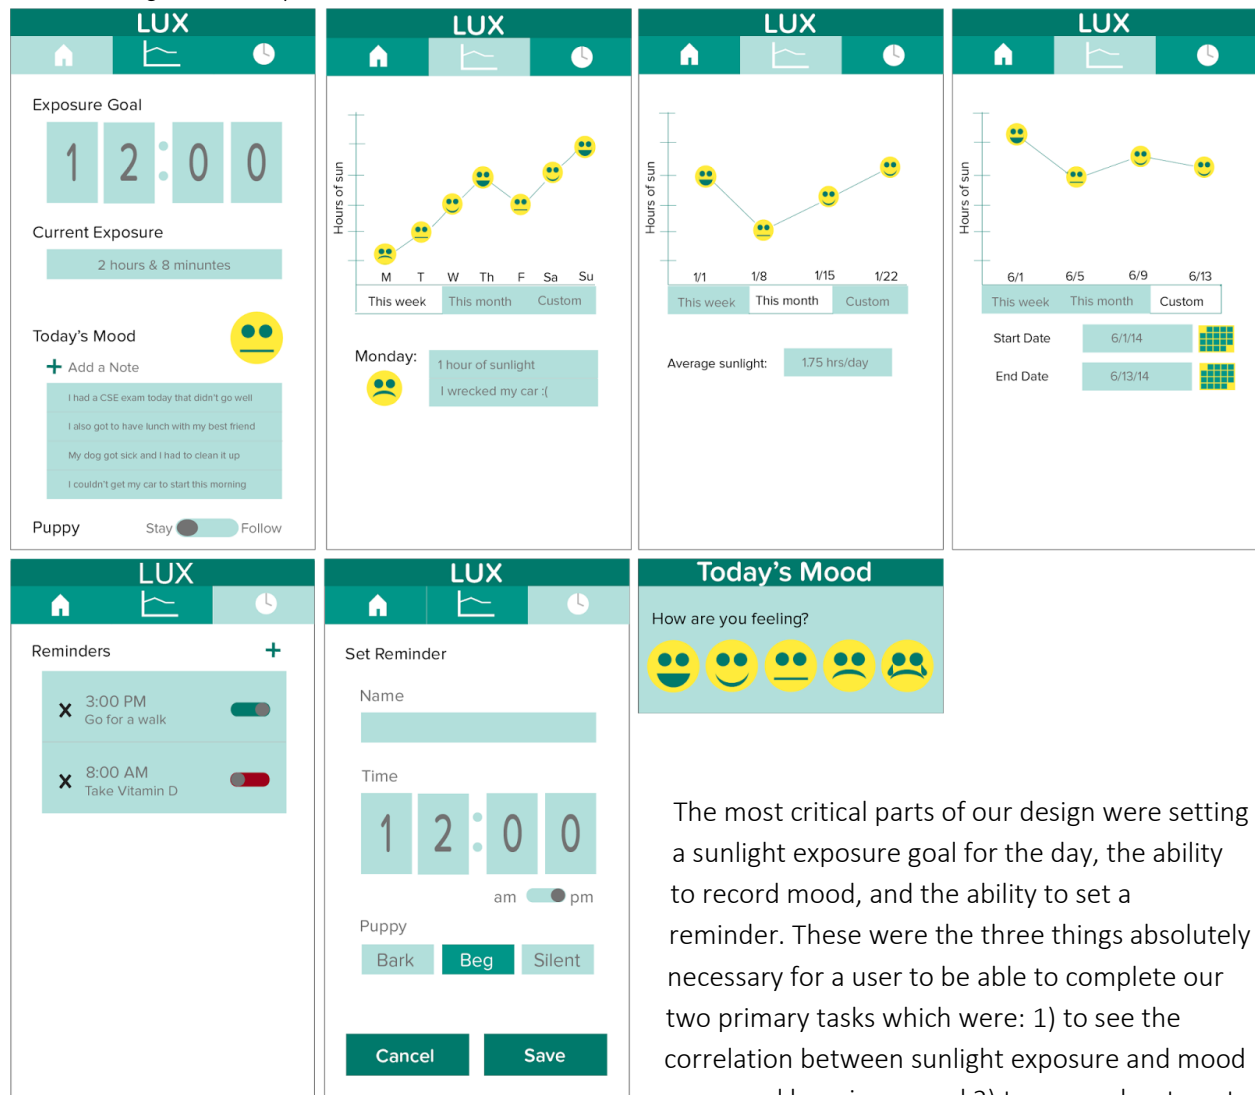 LUX
Exposure Goal
12:00
Current Exposure
2 hours & 8 minuntes
Today's Mood
+ Add a Note
I had a CSE exam today that didn't go well
I also got to have lunch with my best friend
My dog got sick and I had to clean it up
I couldn't get my car to start this morning
Puppy Stay Follow
LUX
Hours of sun
M T W Th F Sa Su
This week This month Custom
Monday:
1 hour of sunlight
I wrecked my car :(
LUX
Hours of sun
1/1 1/8 1/15 1/22
This week This month Custom
Average sunlight: 1.75 hrs/day
LUX
Hours of sun
6/1 6/5 6/9 6/13
This week This month Custom
Start Date 6/1/14
End Date 6/13/14
LUX
Reminders +
X 3:00 PM
Go for a walk
X 8:00 AM
Take Vitamin D
LUX
Set Reminder
Name
Time
12:00
am pm
Puppy
Bark Beg Silent
Cancel Save
Today's Mood
How are you feeling?
The most critical parts of our design were setting
a sunlight exposure goal for the day, the ability
to record mood, and the ability to set a
reminder. These were the three things absolutely
necessary for a user to be able to complete our
two primary tasks which were: 1) to see the
correlation between sunlight exposure and mood